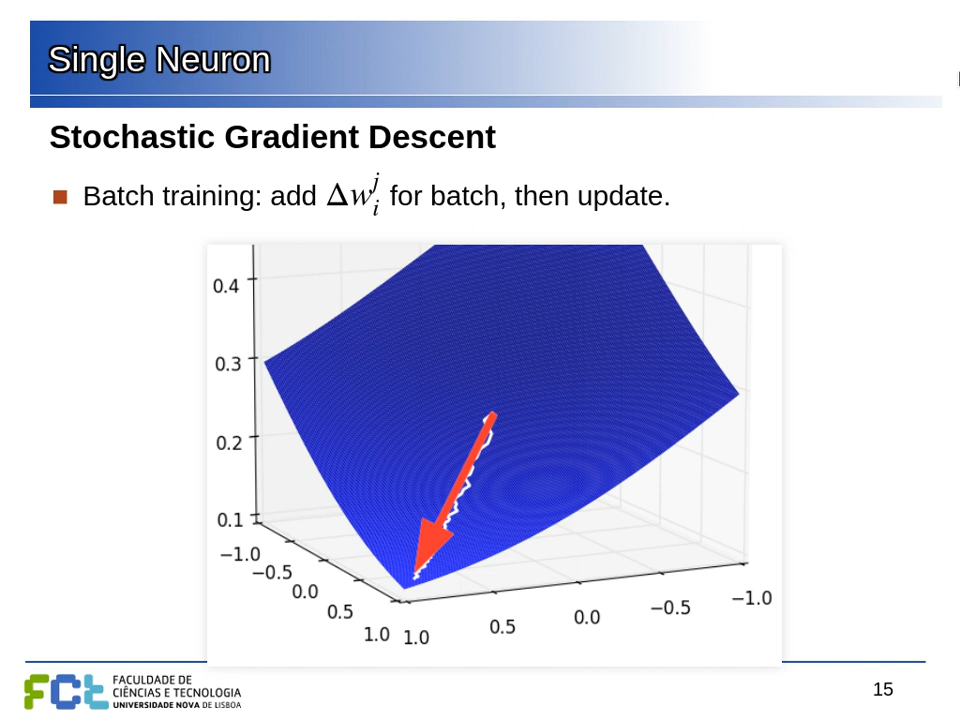 Single Neuron
Stochastic Gradient Descent
Batch training: add Δw_i^j for batch, then update.
0.4
0.3
0.2
0.1
−1.0
−0.5
0.0
0.5
1.0
1.0
0.5
0.0
−0.5
−1.0
FCt
FACULDADE DE
CIÊNCIAS E TECNOLOGIA
UNIVERSIDADE NOVA DE LISBOA
15